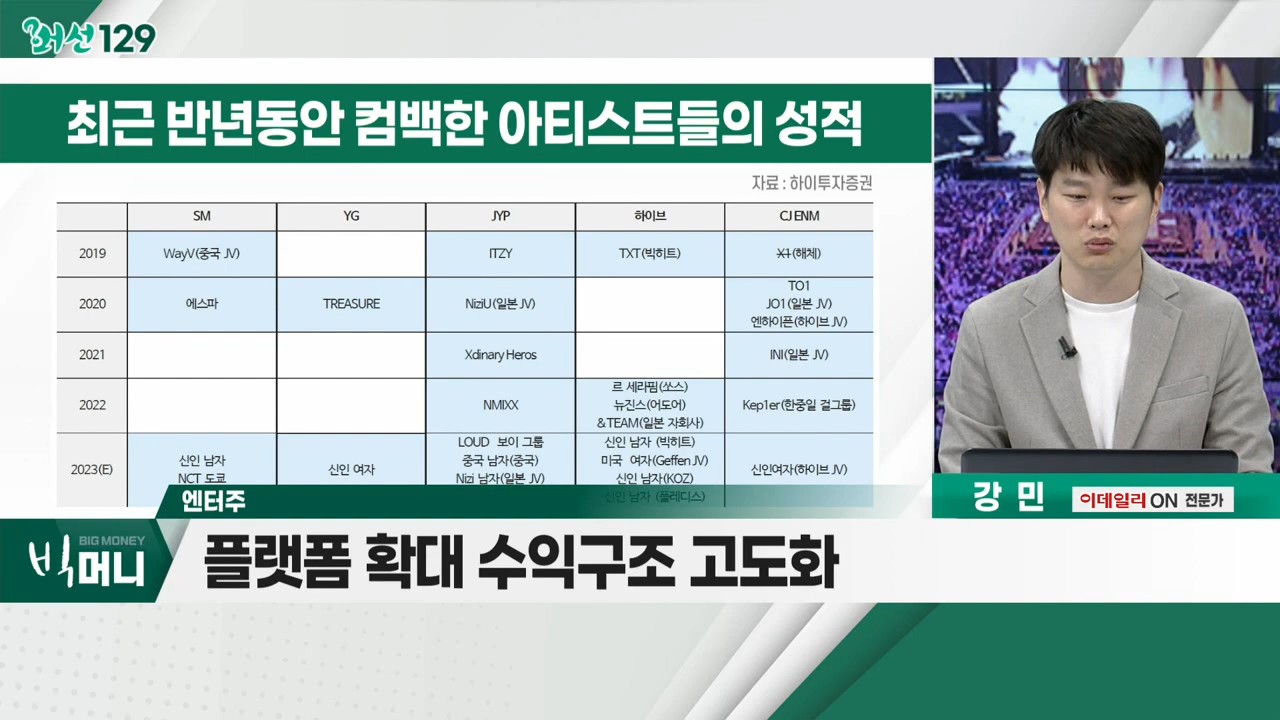 머선129
최근 반년동안 컴백한 아티스트들의 성적
자료 : 하이투자증권
SM YG JYP 하이브 CJ ENM
2019 WayV(중국 JV) ITZY TXT(빅히트) X1(해체)
2020 에스파 TREASURE NiziU(일본 JV) TO1
JO1(일본 JV)
엔하이픈(하이브 JV)
2021 Xdinary Heros INI(일본 JV)
2022 NMIXX 르 세라핌(쏘스)
뉴진스(어도어)
&TEAM(일본 자회사)
Kep1er(한중일 걸그룹)
2023(E) 신인 남자
NCT 도쿄
신인 여자
LOUD 보이 그룹
중국 남자(중국)
Nizi 남자(일본 JV)
신인 남자 (빅히트)
미국 여자(Geffen JV)
신인 남자(KOZ)
신인 남자 (플레디스)
신인여자(하이브 JV)
강 민 이데일리 ON 전문가
엔터주
BIG MONEY
빅머니
플랫폼 확대 수익구조 고도화